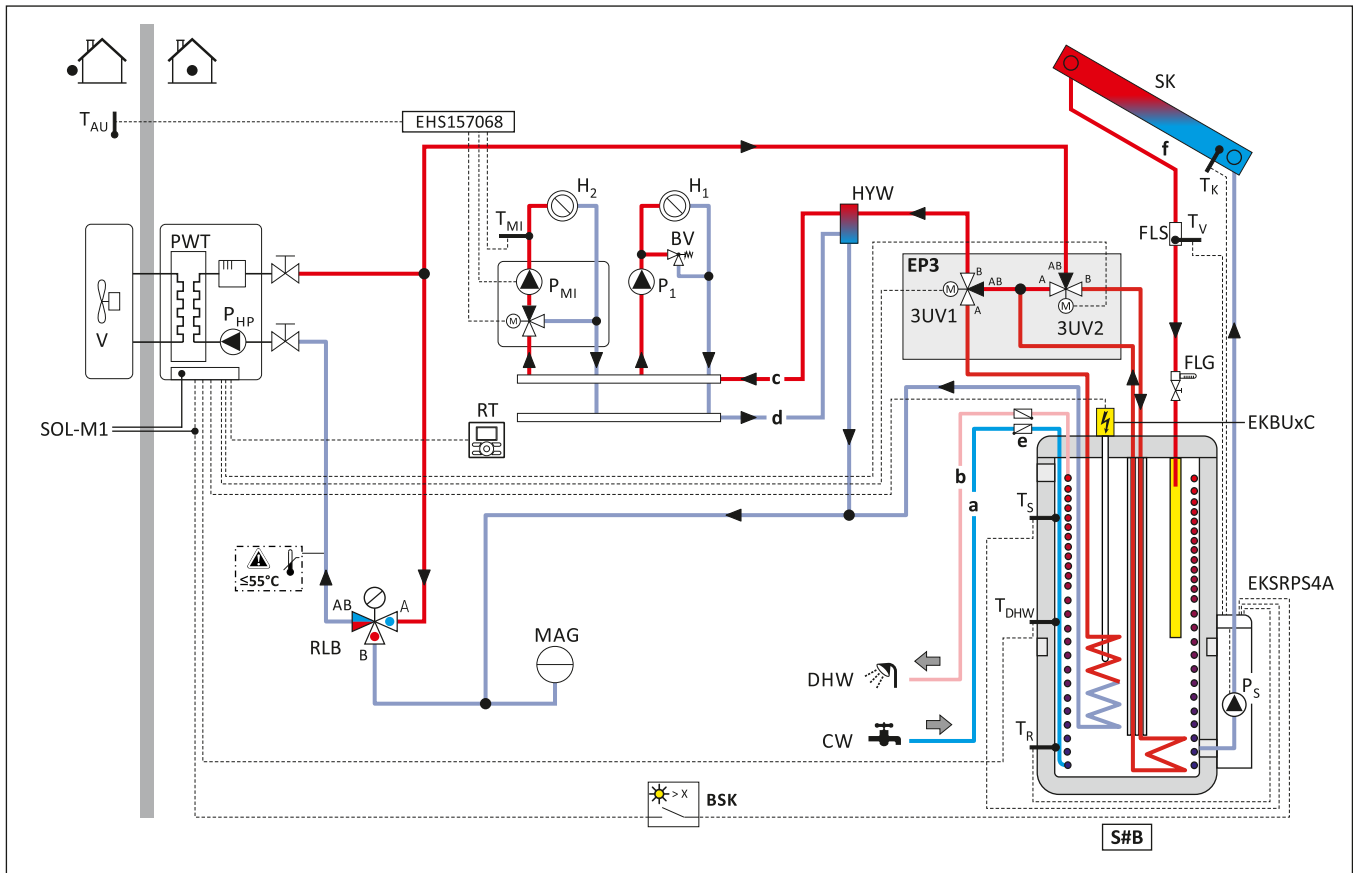 SK
T_AU
EHS157068
f
T_K
H2
H1
HYW
T_MI
BV
FLS
T_V
PWT
EP3
B
AB
A
AB
B
M
P_MI
P1
M
A
3UV1
M
3UV2
P_HP
V
M
FLG
c
RT
d
SOL-M1
EKBUxC
e
b
a
T_S
≤55°C
EKSRPS4A
AB
A
T_DHW
RLB
B
MAG
DHW
P_S
CW
T_R
> X
BSK
S#B